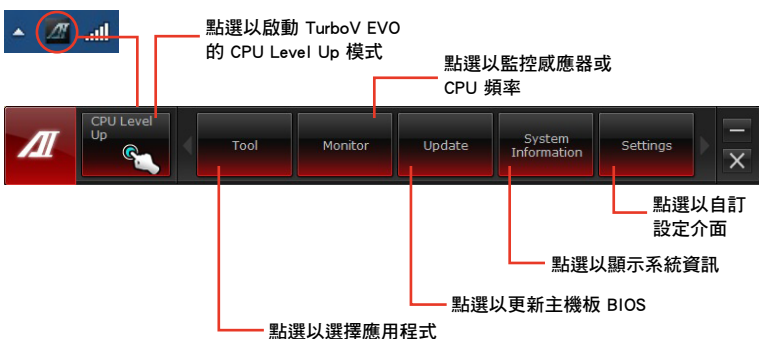 點選以啟動 TurboV EVO
的 CPU Level Up 模式
點選以監控感應器或
CPU 頻率
CPU Level
Up
Tool
Monitor
Update
System
Information
Settings
點選以自訂
設定介面
點選以顯示系統資訊
點選以更新主機板 BIOS
點選以選擇應用程式